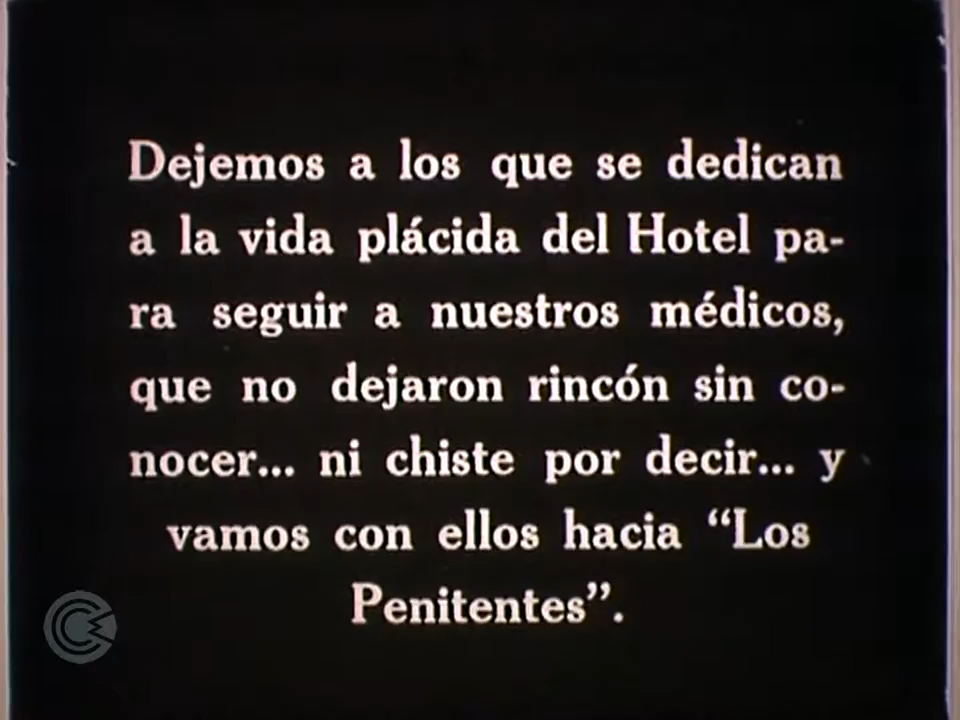 Dejemos a los que se dedican
a la vida plácida del Hotel pa-
ra seguir a nuestros médicos,
que no dejaron rincón sin co-
nocer... ni chiste por decir... y
vamos con ellos hacia “Los
Penitentes”.